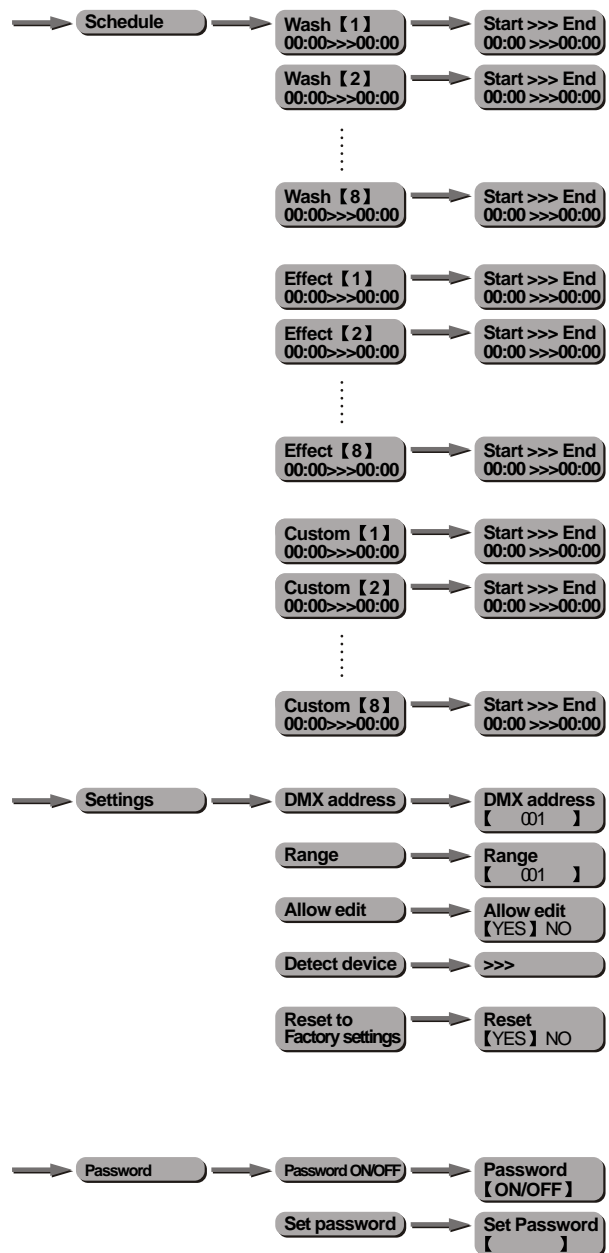 Schedule
Wash【1】
00:00>>>00:00
Start >>> End
00:00 >>>00:00
Wash【2】
00:00>>>00:00
Start >>> End
00:00 >>>00:00
Wash【8】
00:00>>>00:00
Start >>> End
00:00 >>>00:00
Effect【1】
00:00>>>00:00
Start >>> End
00:00 >>>00:00
Effect【2】
00:00>>>00:00
Start >>> End
00:00 >>>00:00
Effect【8】
00:00>>>00:00
Start >>> End
00:00 >>>00:00
Custom【1】
00:00>>>00:00
Start >>> End
00:00 >>>00:00
Custom【2】
00:00>>>00:00
Start >>> End
00:00 >>>00:00
Custom【8】
00:00>>>00:00
Start >>> End
00:00 >>>00:00
Settings
DMX address
DMX address
【 001 】
Range
Range
【 001 】
Allow edit
Allow edit
【YES】NO
Detect device
>>>
Reset to
Factory settings
Reset
【YES】NO
Password
Password ON/OFF
Password
【ON/OFF】
Set password
Set Password
【 】